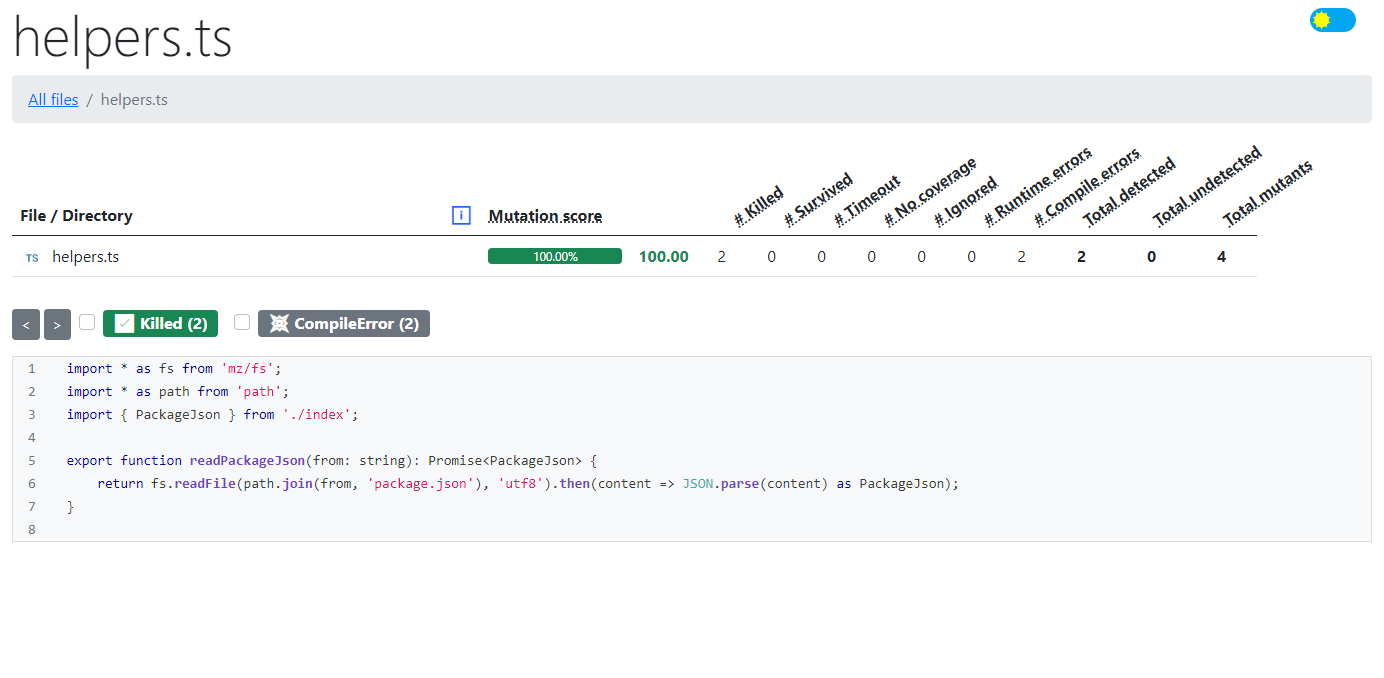 helpers.ts
All files / helpers.ts
File / Directory i Mutation score # Killed # Survived # Timeout # No coverage # Ignored # Runtime errors # Compile errors Total detected Total undetected Total mutants
TS helpers.ts 100.00% 100.00 2 0 0 0 0 0 2 2 0 4
< > Killed (2) CompileError (2)
1 import * as fs from 'mz/fs';
2 import * as path from 'path';
3 import { PackageJson } from './index';
4
5 export function readPackageJson(from: string): Promise<PackageJson> {
6     return fs.readFile(path.join(from, 'package.json'), 'utf8').then(content => JSON.parse(content) as PackageJson);
7 }
8